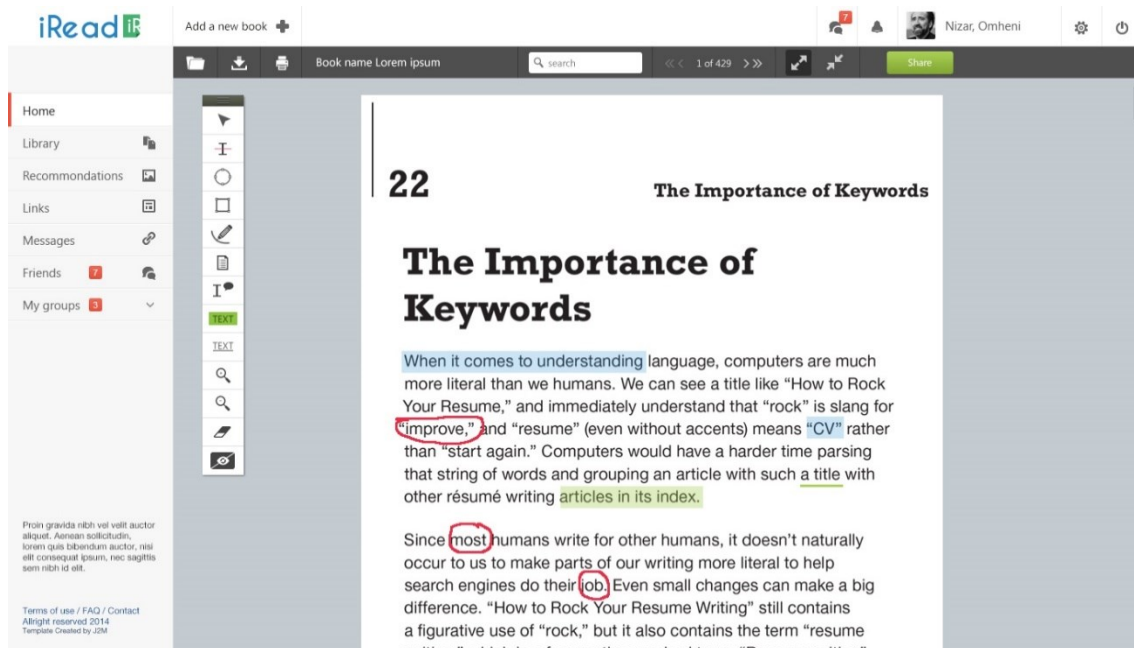 iRead iR
Add a new book
7
Nizar, Omheni
Book name Lorem ipsum
search
1 of 429
Share
Home
Library
Recommondations
Links
Messages
Friends 7
My groups 3
TEXT
TEXT
22
The Importance of Keywords
The Importance of
Keywords
When it comes to understanding language, computers are much
more literal than we humans. We can see a title like “How to Rock
Your Resume,” and immediately understand that “rock” is slang for
“improve,” and “resume” (even without accents) means “CV” rather
than “start again.” Computers would have a harder time parsing
that string of words and grouping an article with such a title with
other résumé writing articles in its index.
Since most humans write for other humans, it doesn’t naturally
occur to us to make parts of our writing more literal to help
search engines do their job. Even small changes can make a big
difference. “How to Rock Your Resume Writing” still contains
a figurative use of “rock,” but it also contains the term “resume
Proin gravida nibh vel velit auctor
aliquet. Aenean sollicitudin,
lorem quis bibendum auctor, nisi
elit consequat ipsum, nec sagittis
sem nibh id elit.
Terms of use / FAQ / Contact
Allright reserved 2014
Template Created by J2M